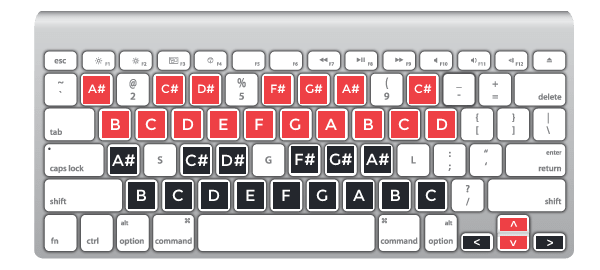 esc F1 F2 F3 F4 F5 F6 F7 F8 F9 F10 F11 F12
~ ` A# @ 2 C# D# % 5 F# G# A# ( 9 C# _ - + = delete
tab B C D E F G A B C D { [ } ] | \
caps lock A# S C# D# G F# G# A# L : ; " ' enter return
shift B C D E F G A B C ? / shift
fn ctrl alt option ⌘ command ⌘ command alt option < ^ v >